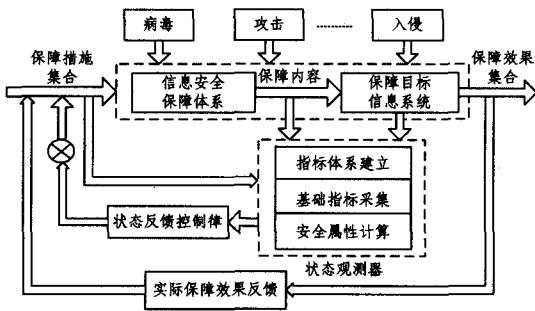 病毒
攻击
………
入侵
保障措施
集合
信息安全
保障体系
保障内容
保障目标
信息系统
保障效果
集合
指标体系建立
基础指标采集
安全属性计算
状态反馈控制律
状态观测器
实际保障效果反馈